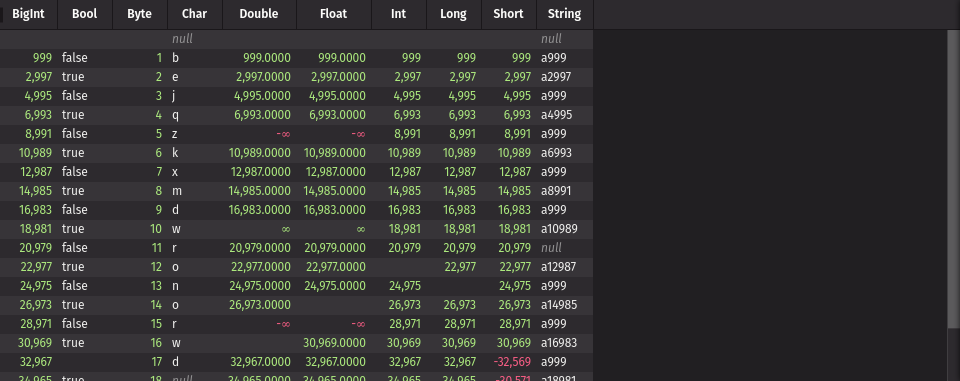 BigInt Bool Byte Char Double Float Int Long Short String
null null
999 false 1 b 999.0000 999.0000 999 999 999 a999
2,997 true 2 e 2,997.0000 2,997.0000 2,997 2,997 2,997 a2997
4,995 false 3 j 4,995.0000 4,995.0000 4,995 4,995 4,995 a999
6,993 true 4 q 6,993.0000 6,993.0000 6,993 6,993 6,993 a4995
8,991 false 5 z -∞ -∞ 8,991 8,991 8,991 a999
10,989 true 6 k 10,989.0000 10,989.0000 10,989 10,989 10,989 a6993
12,987 false 7 x 12,987.0000 12,987.0000 12,987 12,987 12,987 a999
14,985 true 8 m 14,985.0000 14,985.0000 14,985 14,985 14,985 a8991
16,983 false 9 d 16,983.0000 16,983.0000 16,983 16,983 16,983 a999
18,981 true 10 w ∞ ∞ 18,981 18,981 18,981 a10989
20,979 false 11 r 20,979.0000 20,979.0000 20,979 20,979 20,979 null
22,977 true 12 o 22,977.0000 22,977.0000 22,977 22,977 a12987
24,975 false 13 n 24,975.0000 24,975.0000 24,975 24,975 a999
26,973 true 14 o 26,973.0000 26,973 26,973 26,973 a14985
28,971 false 15 r -∞ -∞ 28,971 28,971 28,971 a999
30,969 true 16 w 30,969.0000 30,969 30,969 30,969 a16983
32,967 17 d 32,967.0000 32,967.0000 32,967 32,967 -32,569 a999
34,965 true 18 null 34,965.0000 34,965.0000 34,965 34,965 -30,571 a18981